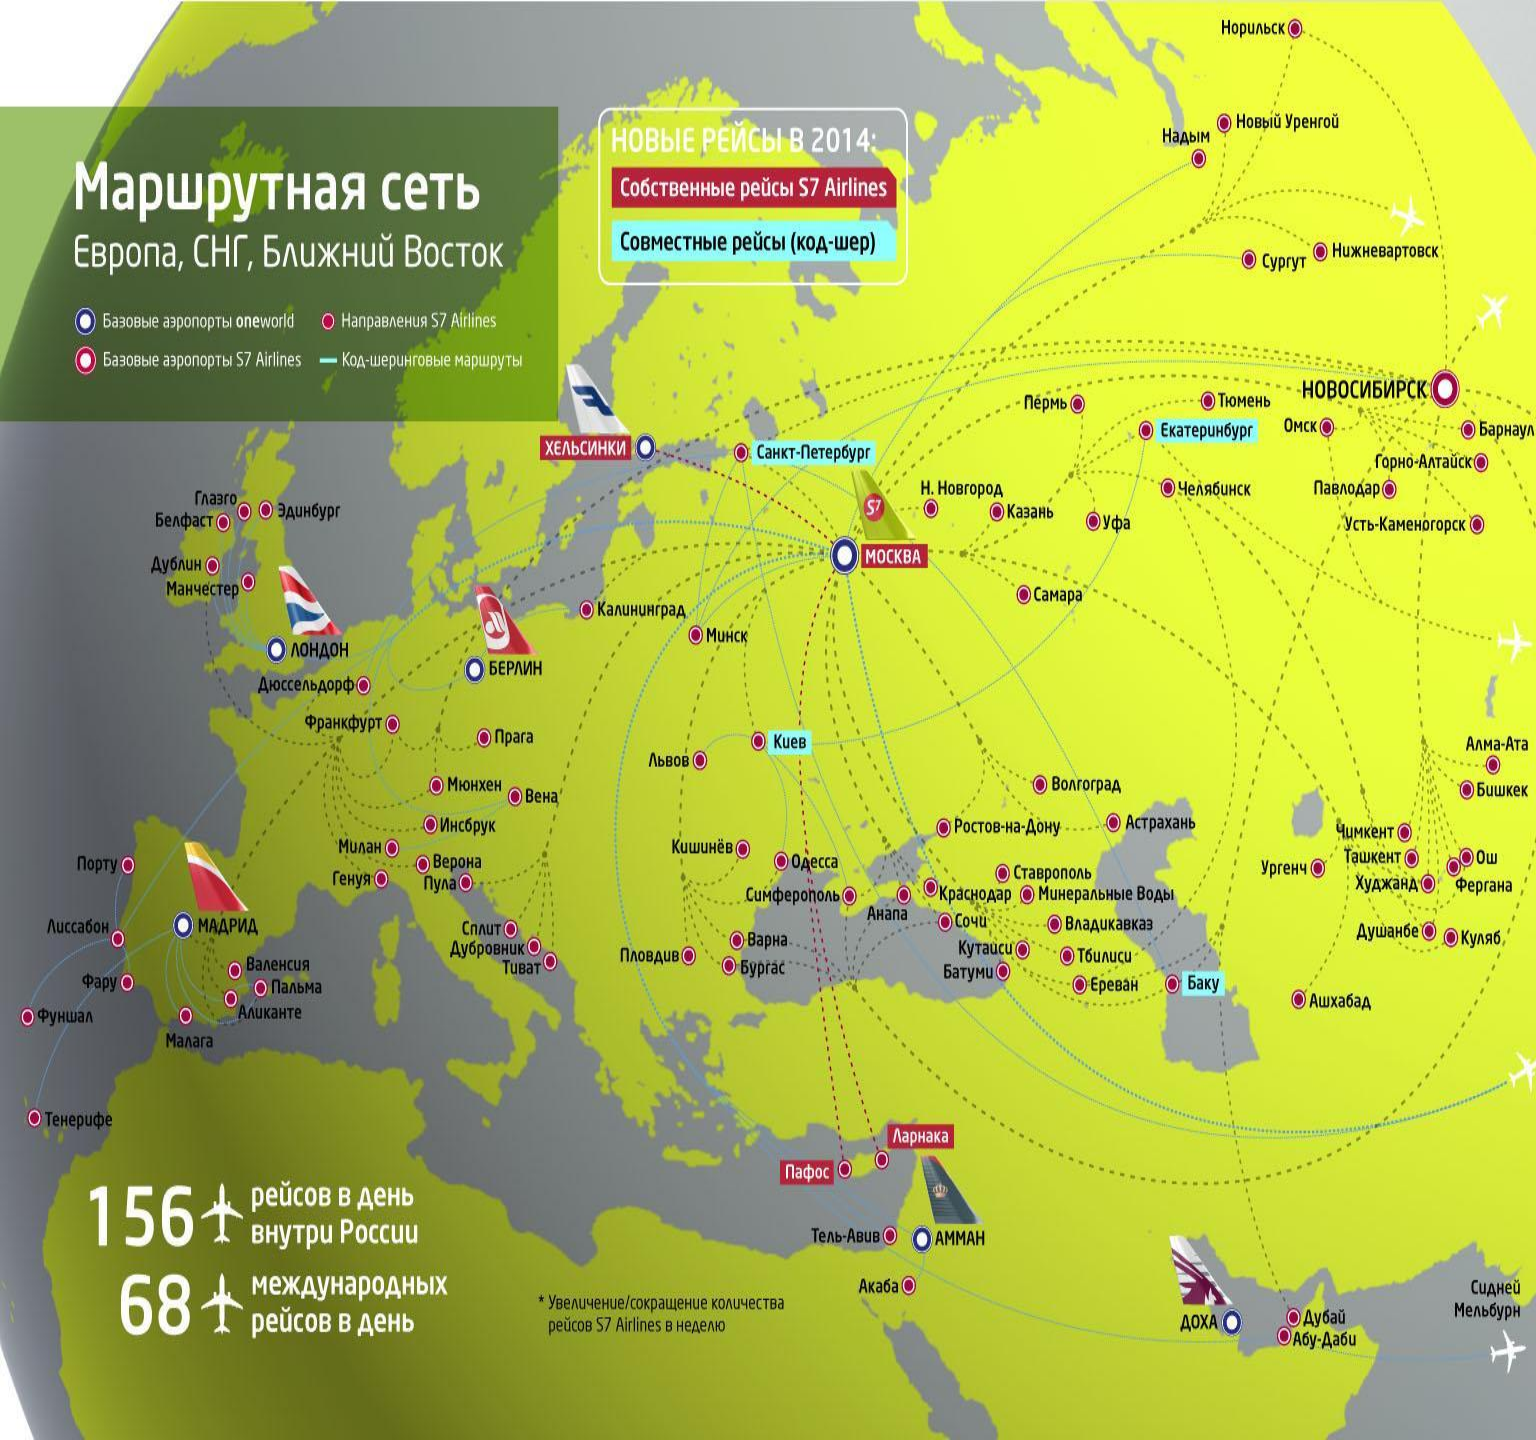 Маршрутная сеть
Европа, СНГ, Ближний Восток
Базовые аэропорты oneworld
Направления S7 Airlines
Базовые аэропорты S7 Airlines
Код-шеринговые маршруты
НОВЫЕ РЕЙСЫ В 2014:
Собственные рейсы S7 Airlines
Совместные рейсы (код-шер)
Норильск
Новый Уренгой
Надым
Сургут
Нижневартовск
НОВОСИБИРСК
Пермь
Тюмень
Екатеринбург
Омск
Барнаул
Горно-Алтайск
Павлодар
Усть-Каменогорск
Челябинск
ХЕЛЬСИНКИ
Санкт-Петербург
S7
Н. Новгород
Казань
Уфа
МОСКВА
Самара
Глазго
Эдинбург
Белфаст
Дублин
Манчестер
ЛОНДОН
Калининград
Минск
БЕРЛИН
Дюссельдорф
Франкфурт
Прага
Киев
Львов
Мюнхен
Вена
Инсбрук
Волгоград
Алма-Ата
Бишкек
Милан
Верона
Генуя
Пула
Кишинёв
Одесса
Ростов-на-Дону
Астрахань
Чимкент
Ташкент
Ош
Ургенч
Худжанд
Фергана
Порту
Ставрополь
Симферополь
Анапа
Краснодар
Минеральные Воды
Лиссабон
МАДРИД
Сплит
Дубровник
Тиват
Варна
Пловдив
Бургас
Сочи
Владикавказ
Кутаиси
Тбилиси
Батуми
Ереван
Баку
Душанбе
Куляб
Фару
Валенсия
Пальма
Аликанте
Фуншал
Малага
Ашхабад
Тенерифе
Ларнака
Пафос
Тель-Авив
АММАН
Акаба
156
рейсов в день
внутри России
68
международных
рейсов в день
* Увеличение/сокращение количества
рейсов S7 Airlines в неделю
ДОХА
Дубай
Абу-Даби
Сидней
Мельбурн